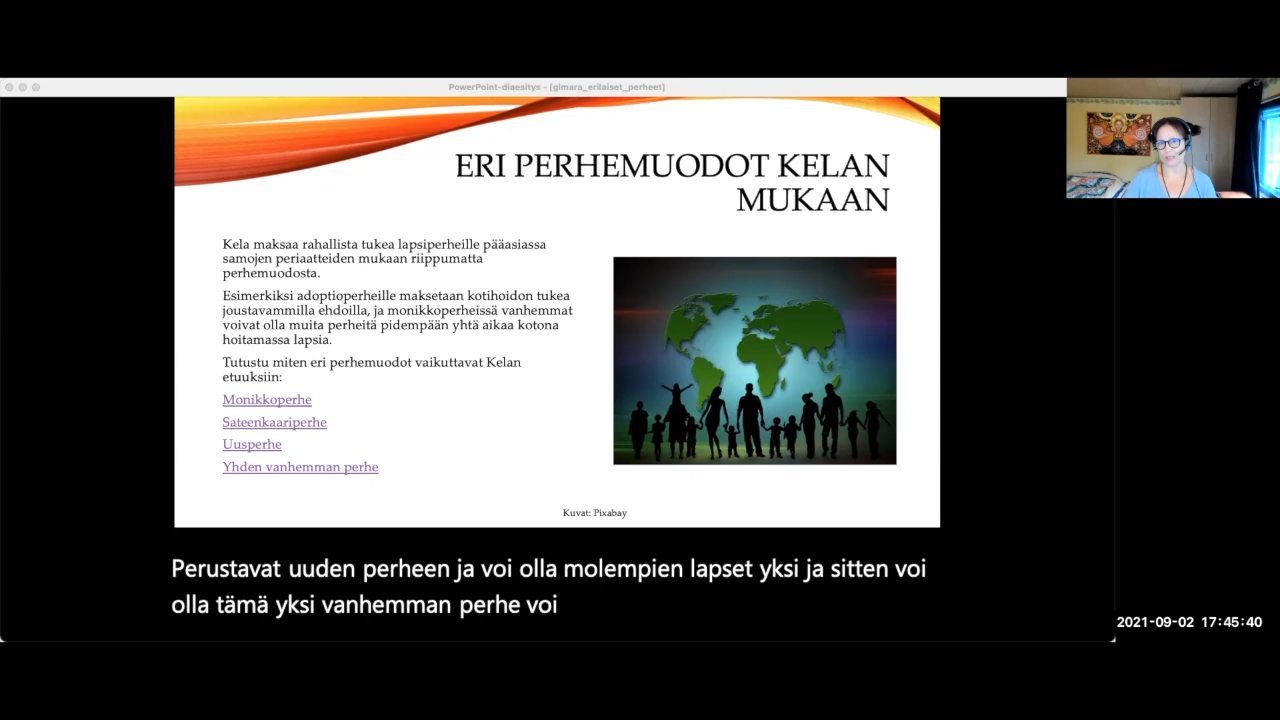 PowerPoint-diaesitys - [gimara_erilaiset_perheet]
ERI PERHEMUODOT KELAN
MUKAAN
Kela maksaa rahallista tukea lapsiperheille pääasiassa
samojen periaatteiden mukaan riippumatta
perhemuodosta.
Esimerkiksi adoptioperheille maksetaan kotihoidon tukea
joustavammilla ehdoilla, ja monikkoperheissä vanhemmat
voivat olla muita perheitä pidempään yhtä aikaa kotona
hoitamassa lapsia.
Tutustu miten eri perhemuodot vaikuttavat Kelan
etuuksiin:
Monikkoperhe
Sateenkaariperhe
Uusperhe
Yhden vanhemman perhe
Kuvat: Pixabay
Perustavat uuden perheen ja voi olla molempien lapset yksi ja sitten voi
olla tämä yksi vanhemman perhe voi
2021-09-02 17:45:40